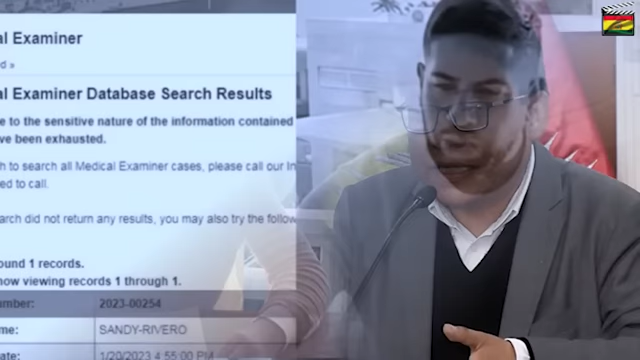 al Examiner
d »
al Examiner Database Search Results
e to the sensitive nature of the information contained
ve been exhausted.
h to search all Medical Examiner cases, please call our In
ed to call.
arch did not return any results, you may also try the follow
ound 1 records.
now viewing records 1 through 1.
umber: 2023-00254
me: SANDY-RIVERO
ate: 1/20/2023 4:55:00 PM